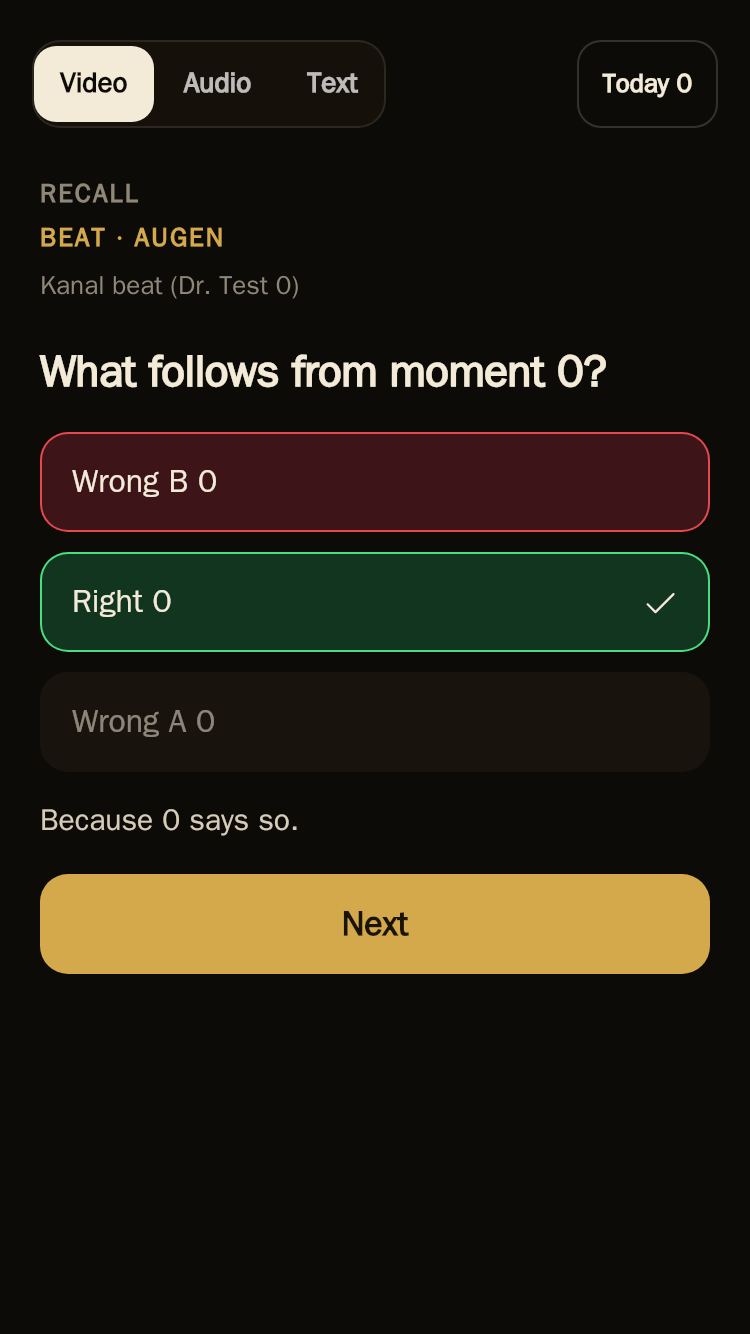 Video Audio Text Today 0
RECALL
BEAT · AUGEN
Kanal beat (Dr. Test 0)
What follows from moment 0?
Wrong B 0
Right 0
Wrong A 0
Because 0 says so.
Next